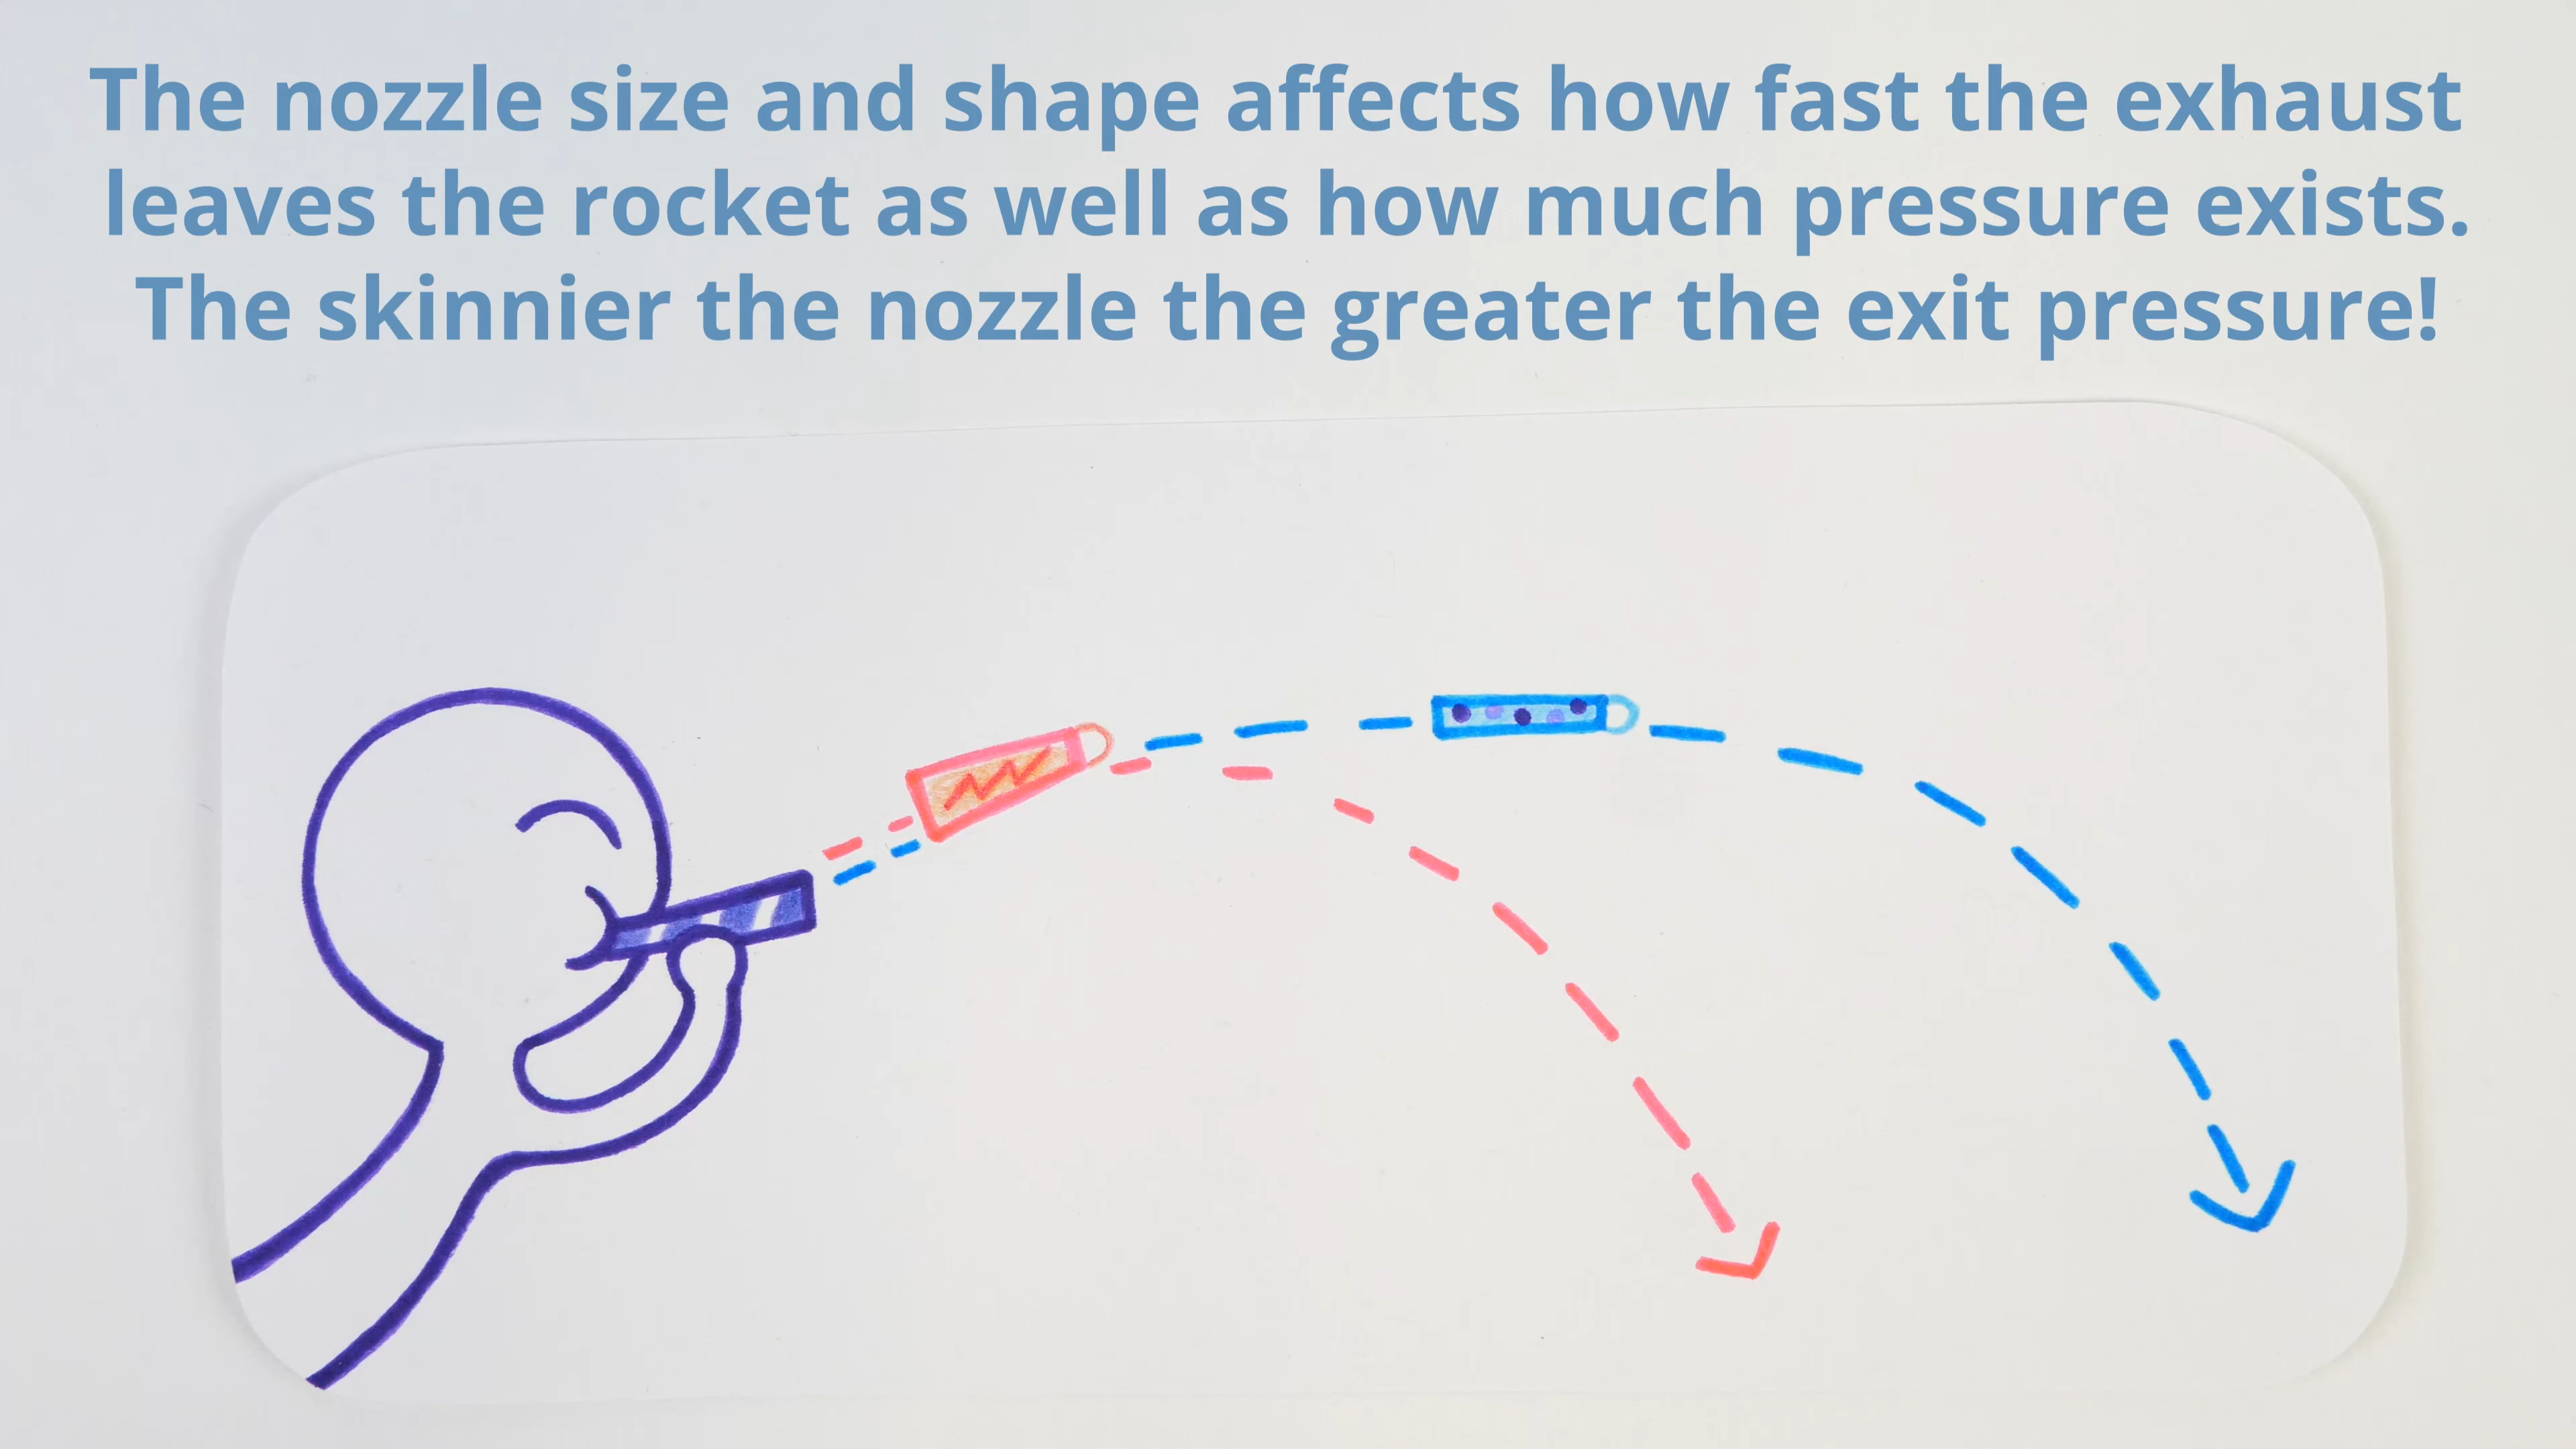 The nozzle size and shape affects how fast the exhaust
leaves the rocket as well as how much pressure exists.
The skinnier the nozzle the greater the exit pressure!